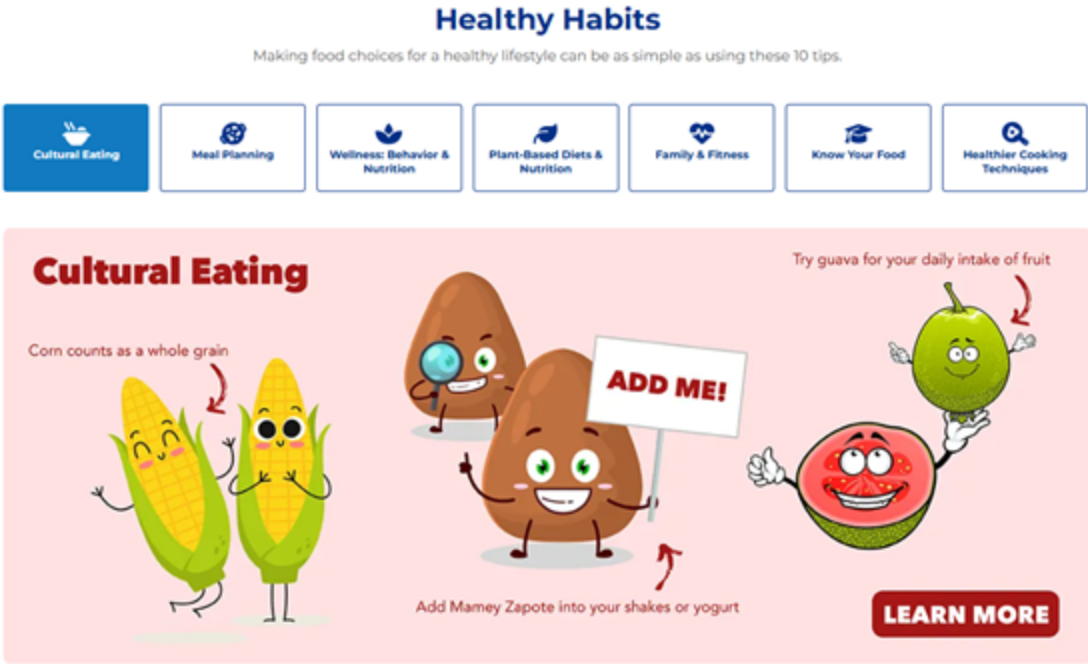 Healthy Habits
Making food choices for a healthy lifestyle can be as simple as using these 10 tips.
Cultural Eating
Meal Planning
Wellness: Behavior &
Nutrition
Plant-Based Diets &
Nutrition
Family & Fitness
Know Your Food
Healthier Cooking
Techniques
Cultural Eating
Try guava for your daily intake of fruit
Corn counts as a whole grain
ADD ME!
Add Mamey Zapote into your shakes or yogurt
LEARN MORE